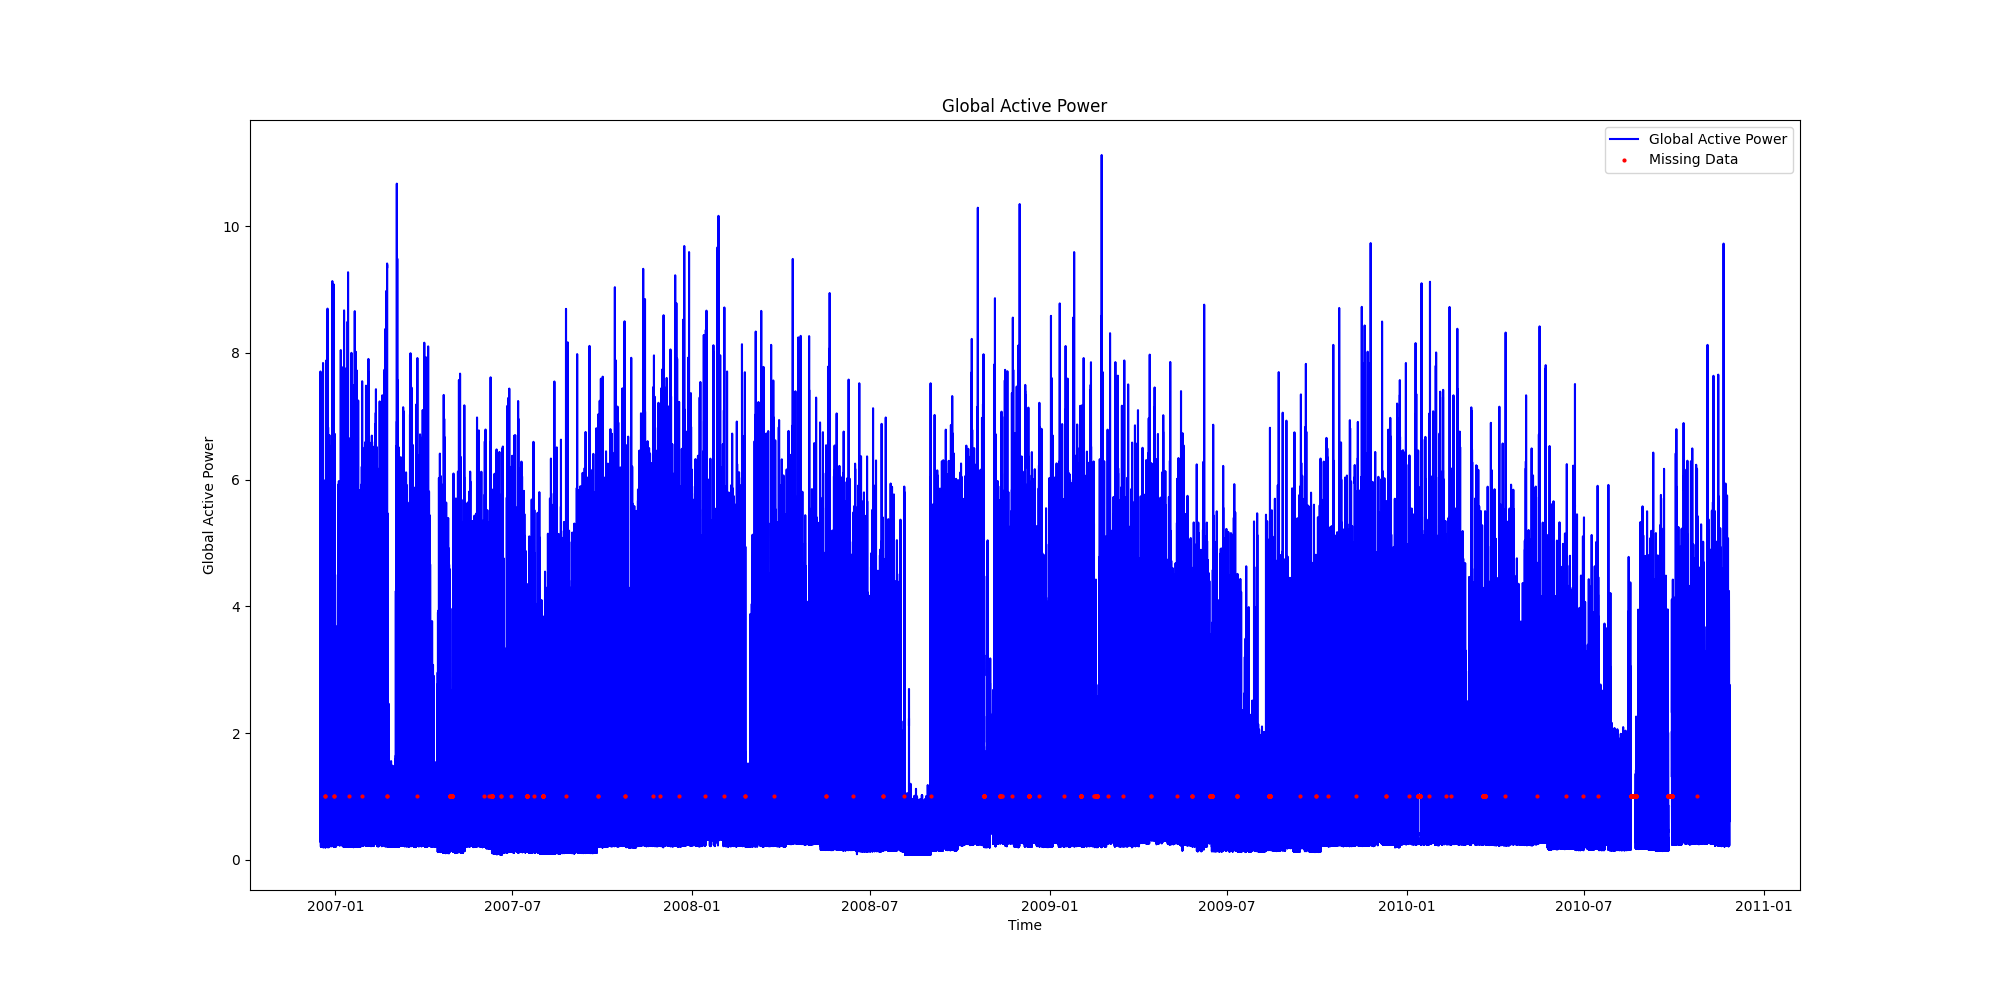 Global Active Power
Global Active Power
Missing Data
Global Active Power
10
8
6
4
2
0
2007-01 2007-07 2008-01 2008-07 2009-01 2009-07 2010-01 2010-07 2011-01
Time